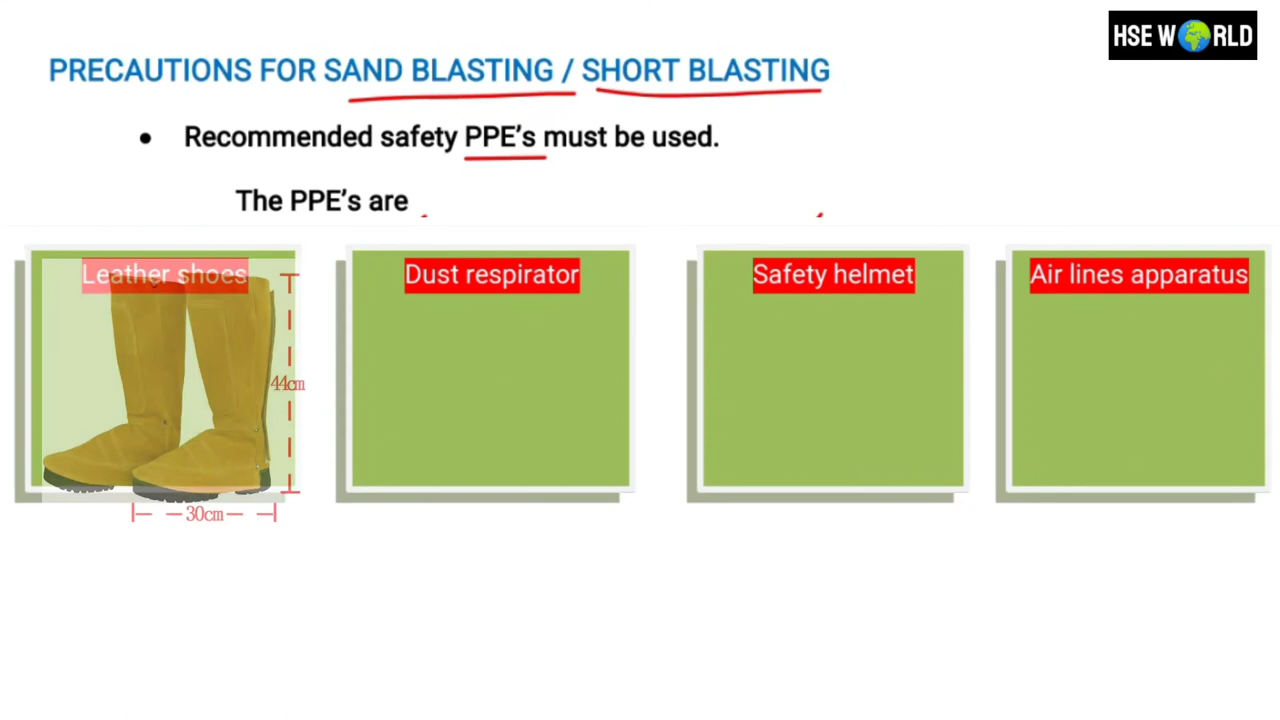 HSE W RLD
PRECAUTIONS FOR SAND BLASTING / SHORT BLASTING
• Recommended safety PPE's must be used.
The PPE's are
Leather shoes
Dust respirator
Safety helmet
Air lines apparatus
44cm
30cm